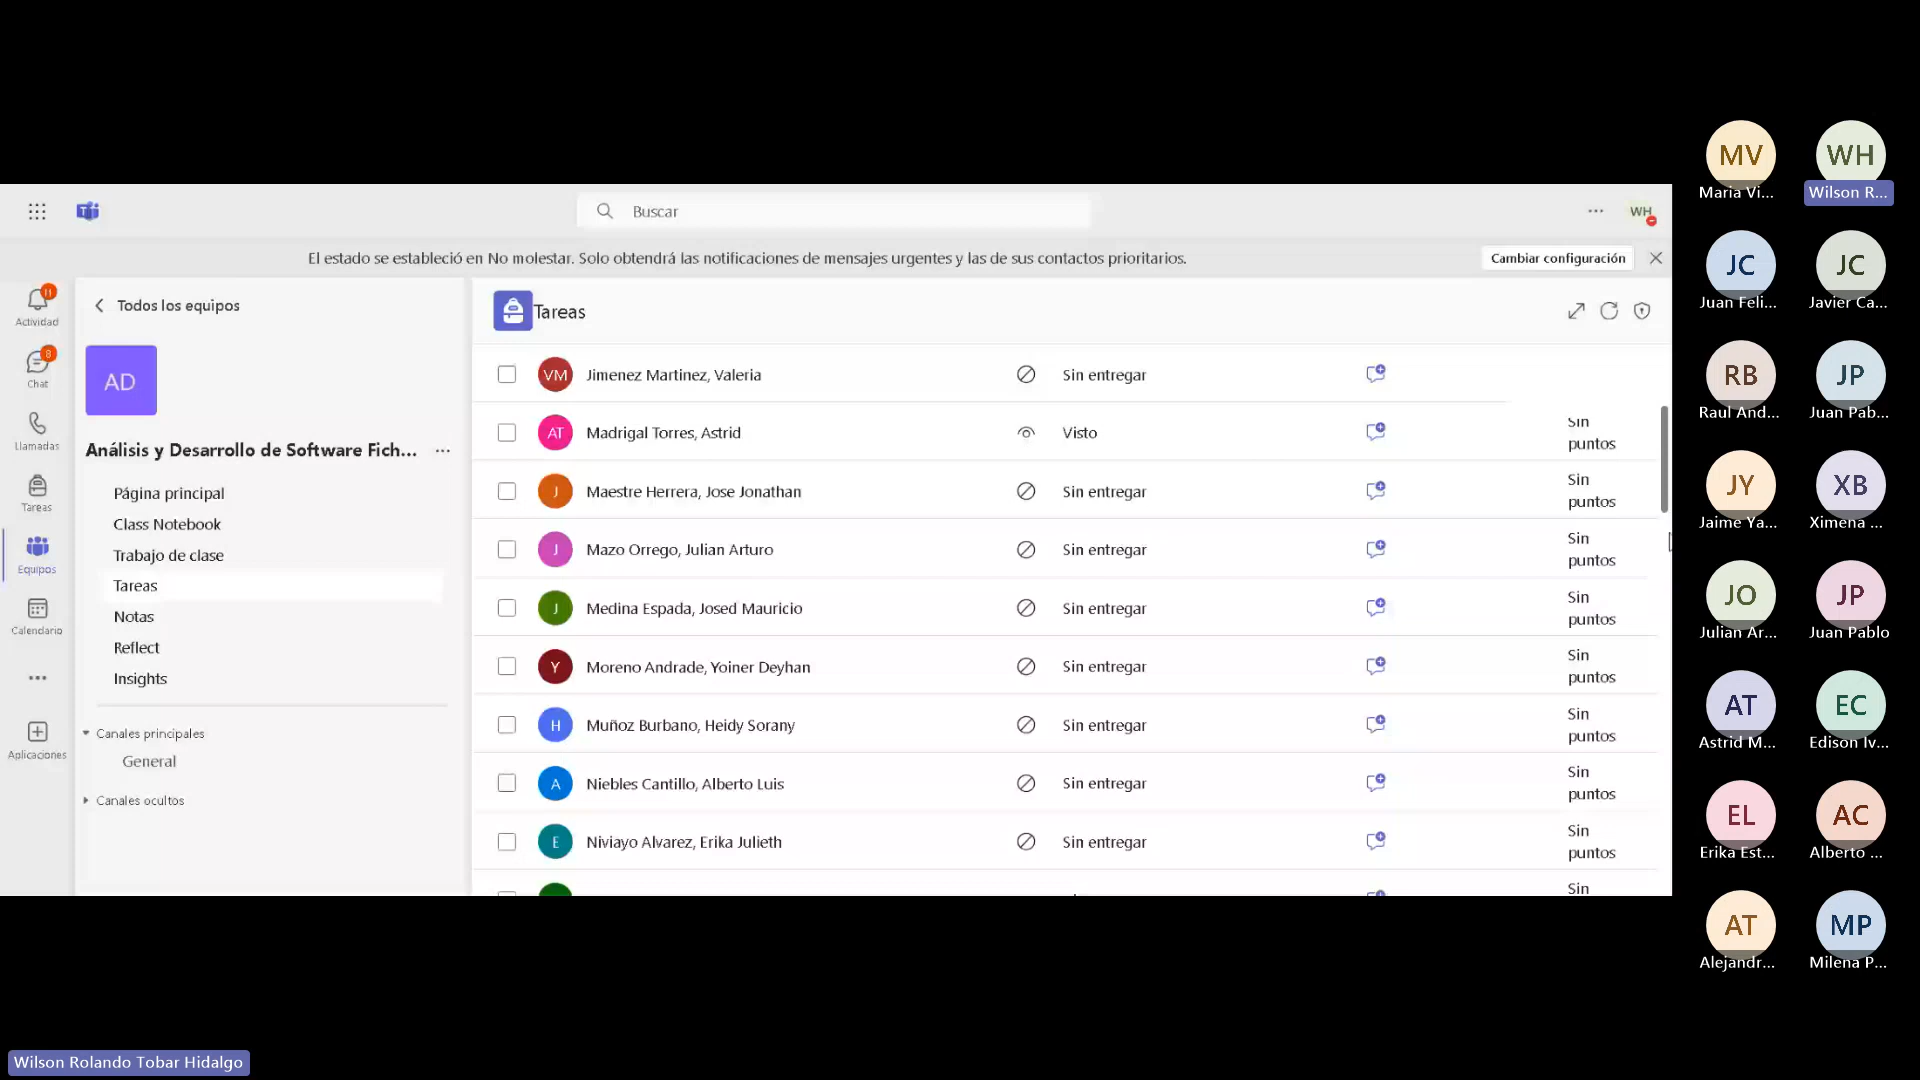 Buscar
WH
El estado se estableció en No molestar. Solo obtendrá las notificaciones de mensajes urgentes y las de sus contactos prioritarios.
Cambiar configuración
11
Actividad
8
Chat
Llamadas
Tareas
Equipos
Calendario
Aplicaciones
Todos los equipos
AD
Análisis y Desarrollo de Software Fich...
Página principal
Class Notebook
Trabajo de clase
Tareas
Notas
Reflect
Insights
Canales principales
General
Canales ocultos
Tareas
VM Jimenez Martinez, Valeria Sin entregar
AT Madrigal Torres, Astrid Visto Sin puntos
J Maestre Herrera, Jose Jonathan Sin entregar Sin puntos
J Mazo Orrego, Julian Arturo Sin entregar Sin puntos
J Medina Espada, Josed Mauricio Sin entregar Sin puntos
Y Moreno Andrade, Yoiner Deyhan Sin entregar Sin puntos
H Muñoz Burbano, Heidy Sorany Sin entregar Sin puntos
A Niebles Cantillo, Alberto Luis Sin entregar Sin puntos
E Niviayo Alvarez, Erika Julieth Sin entregar Sin puntos
Sin
MV WH
Maria Vi... Wilson R...
JC JC
Juan Feli... Javier Ca...
RB JP
Raul And... Juan Pab...
JY XB
Jaime Ya... Ximena ...
JO JP
Julian Ar... Juan Pablo
AT EC
Astrid M... Edison Iv...
EL AC
Erika Est... Alberto ...
AT MP
Alejandr... Milena P...
Wilson Rolando Tobar Hidalgo